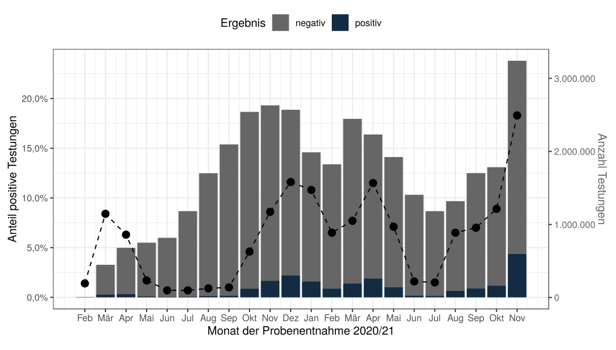 Ergebnis negativ positiv
Anteil positive Testungen
20,0%
15,0%
10,0%
5,0%
0,0%
3.000.000
2.000.000
1.000.000
0
Anzahl Testungen
Feb Mär Apr Mai Jun Jul Aug Sep Okt Nov Dez Jan Feb Mär Apr Mai Jun Jul Aug Sep Okt Nov
Monat der Probenentnahme 2020/21